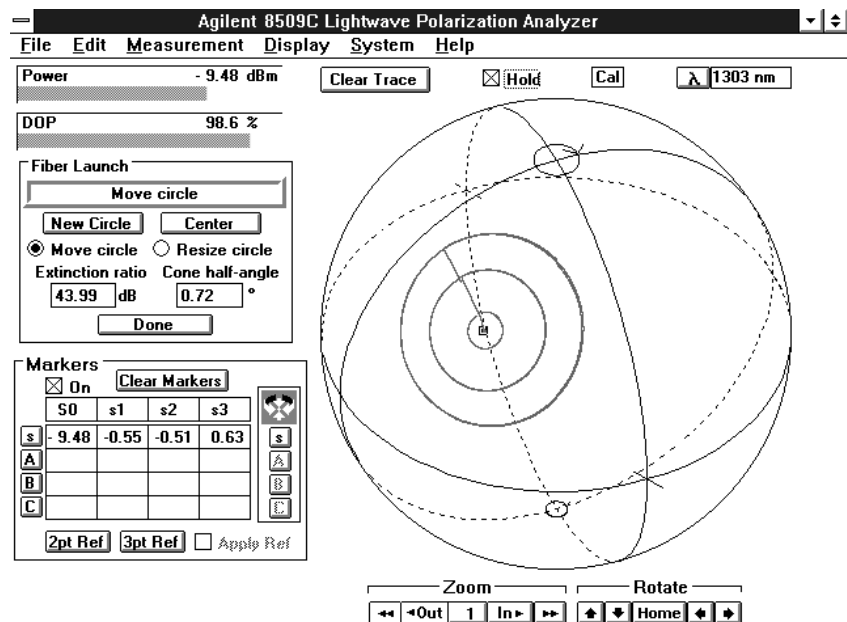 Agilent 8509C Lightwave Polarization Analyzer
File Edit Measurement Display System Help
Power - 9.48 dBm
DOP 98.6 %
Clear Trace Hold Cal λ 1303 nm
Fiber Launch
Move circle
New Circle Center
Move circle Resize circle
Extinction ratio Cone half-angle
43.99 dB 0.72 °
Done
Markers
On Clear Markers
S0 s1 s2 s3
s - 9.48 -0.55 -0.51 0.63 s
A A
B B
C C
2pt Ref 3pt Ref Apply Ref
Zoom Rotate
Out 1 In Home